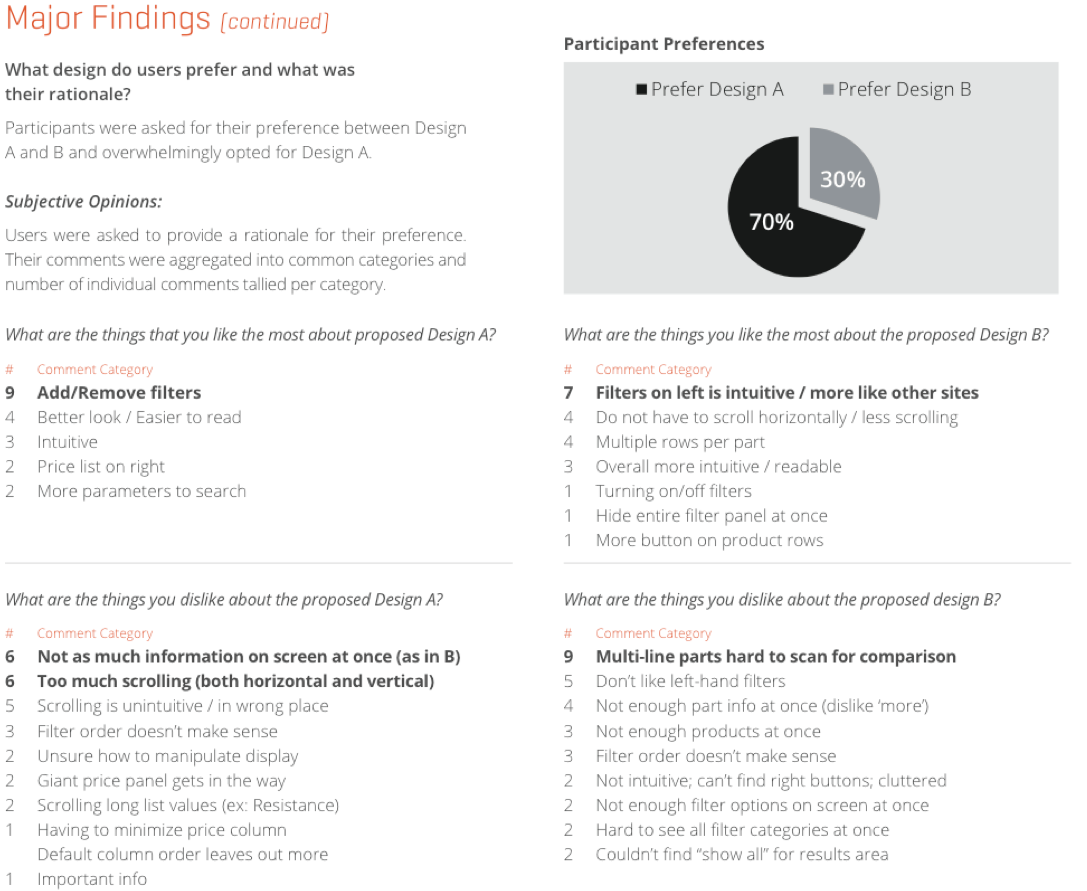 Major Findings (continued)
What design do users prefer and what was
their rationale?
Participants were asked for their preference between Design
A and B and overwhelmingly opted for Design A.
Subjective Opinions:
Users were asked to provide a rationale for their preference.
Their comments were aggregated into common categories and
number of individual comments tallied per category.
Participant Preferences
Prefer Design A Prefer Design B
30%
70%
What are the things that you like the most about proposed Design A?
# Comment Category
9 Add/Remove filters
4 Better look / Easier to read
3 Intuitive
2 Price list on right
2 More parameters to search
What are the things you like the most about the proposed Design B?
# Comment Category
7 Filters on left is intuitive / more like other sites
4 Do not have to scroll horizontally / less scrolling
4 Multiple rows per part
3 Overall more intuitive / readable
1 Turning on/off filters
1 Hide entire filter panel at once
1 More button on product rows
What are the things you dislike about the proposed Design A?
# Comment Category
6 Not as much information on screen at once (as in B)
6 Too much scrolling (both horizontal and vertical)
5 Scrolling is unintuitive / in wrong place
3 Filter order doesn't make sense
2 Unsure how to manipulate display
2 Giant price panel gets in the way
2 Scrolling long list values (ex: Resistance)
1 Having to minimize price column
Default column order leaves out more
1 Important info
What are the things you dislike about the proposed design B?
# Comment Category
9 Multi-line parts hard to scan for comparison
5 Don’t like left-hand filters
4 Not enough part info at once (dislike ‘more’)
3 Not enough products at once
3 Filter order doesn’t make sense
2 Not intuitive; can’t find right buttons; cluttered
2 Not enough filter options on screen at once
2 Hard to see all filter categories at once
2 Couldn’t find “show all” for results area